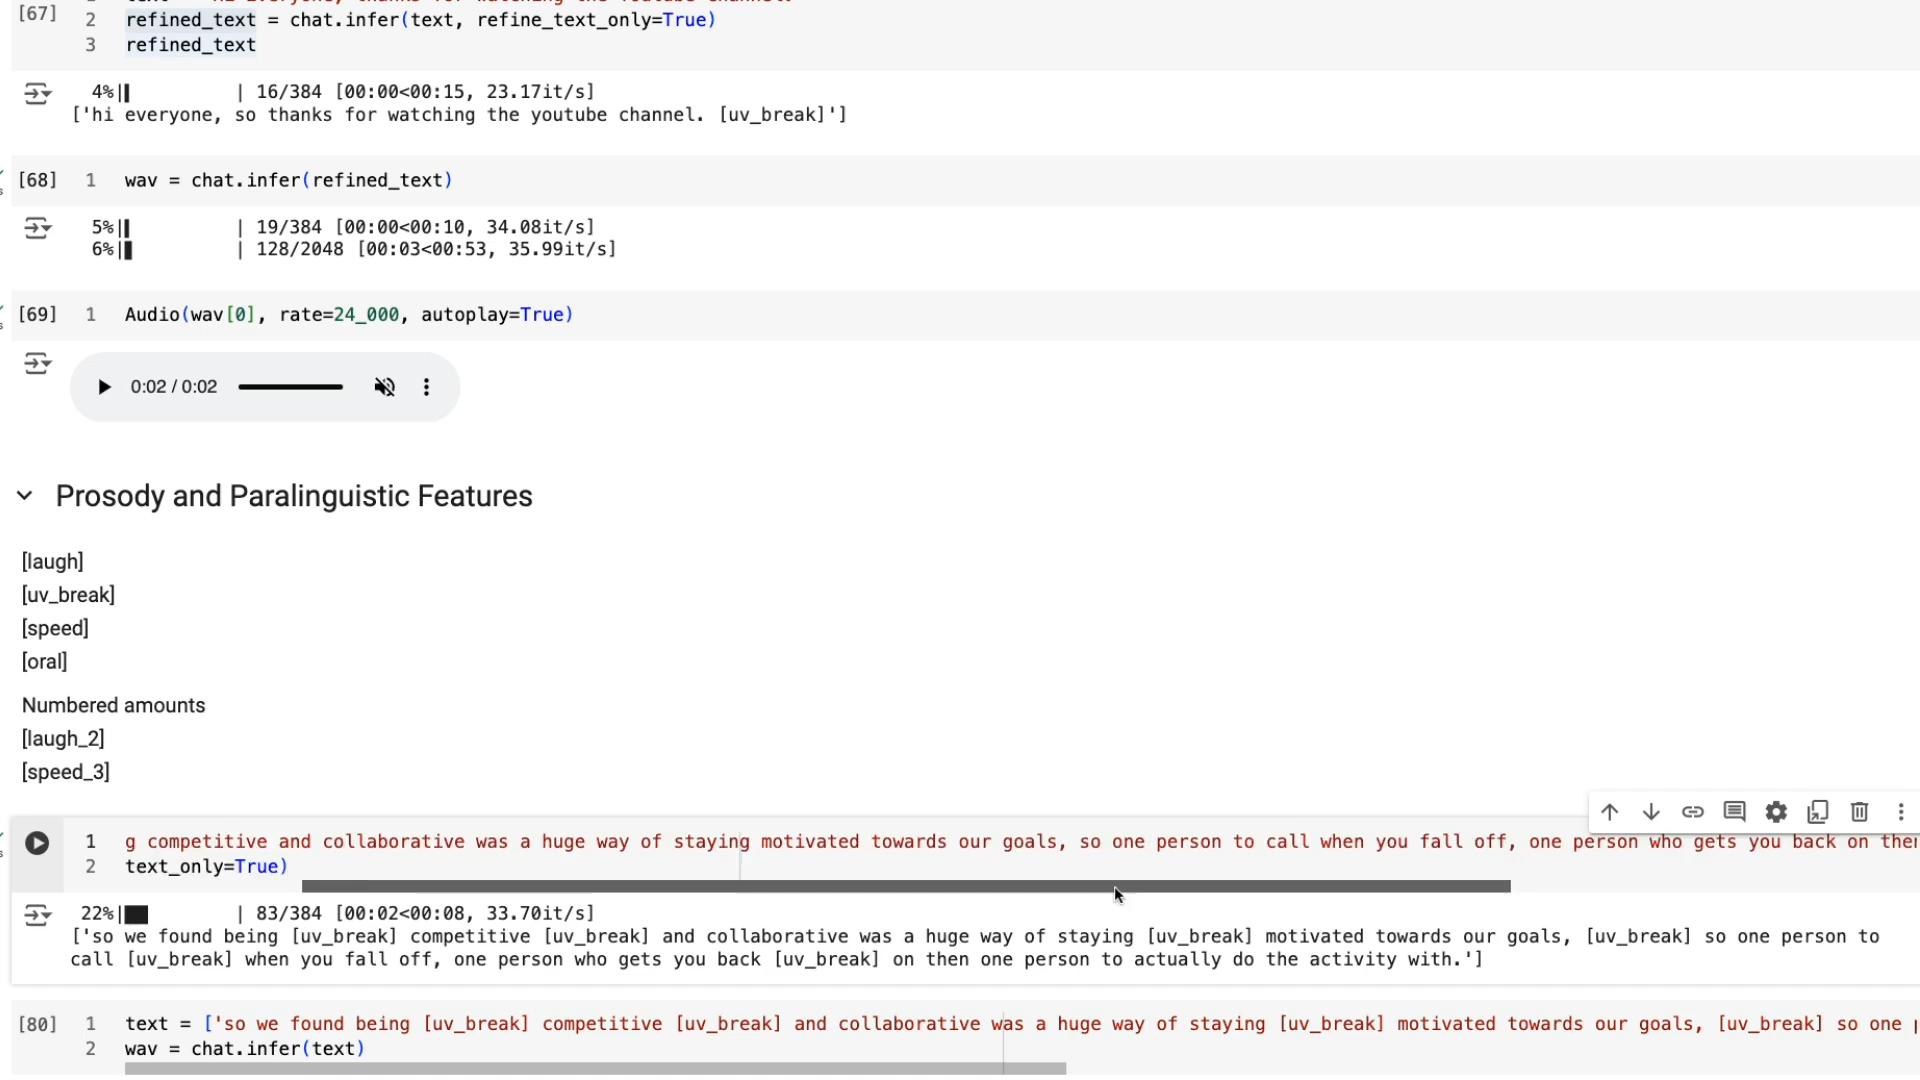 [67]
2 refined_text = chat.infer(text, refine_text_only=True)
3 refined_text
4%| | 16/384 [00:00<00:15, 23.17it/s]
['hi everyone, so thanks for watching the youtube channel. [uv_break]']
[68] 1 wav = chat.infer(refined_text)
5%| | 19/384 [00:00<00:10, 34.08it/s]
6%| | 128/2048 [00:03<00:53, 35.99it/s]
[69] 1 Audio(wav[0], rate=24_000, autoplay=True)
0:02 / 0:02
Prosody and Paralinguistic Features
[laugh]
[uv_break]
[speed]
[oral]
Numbered amounts
[laugh_2]
[speed_3]
1 g competitive and collaborative was a huge way of staying motivated towards our goals, so one person to call when you fall off, one person who gets you back on then
2 text_only=True)
22%| | 83/384 [00:02<00:08, 33.70it/s]
['so we found being [uv_break] competitive [uv_break] and collaborative was a huge way of staying [uv_break] motivated towards our goals, [uv_break] so one person to
call [uv_break] when you fall off, one person who gets you back [uv_break] on then one person to actually do the activity with.']
[80] 1 text = ['so we found being [uv_break] competitive [uv_break] and collaborative was a huge way of staying [uv_break] motivated towards our goals, [uv_break] so one
2 wav = chat.infer(text)